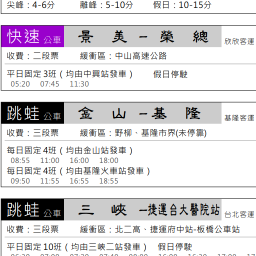 尖峰：4-6分　離峰：5-10分　假日：10-15分
快速公車　景美－榮總　欣欣客運
收費：二段票　緩衝區：中山高速公路
平日固定3班（均由中興站發車）　假日停駛
05:20　07:45　11:30
跳蛙公車　金山－基隆　基隆客運
收費：三段票　緩衝區：野柳、基隆市界(未停靠)
每日固定4班（均由金山站發車）
08:55　11:00　16:00　18:00
每日固定4班（均由基隆火車站發車）
09:50　11:55　16:55　18:55
跳蛙公車　三峽－捷運台大醫院站　台北客運
收費：三段票　緩衝區：北二高、捷運府中站-板橋公車站
平日固定10班（均由三峽二站發車）　假日停駛